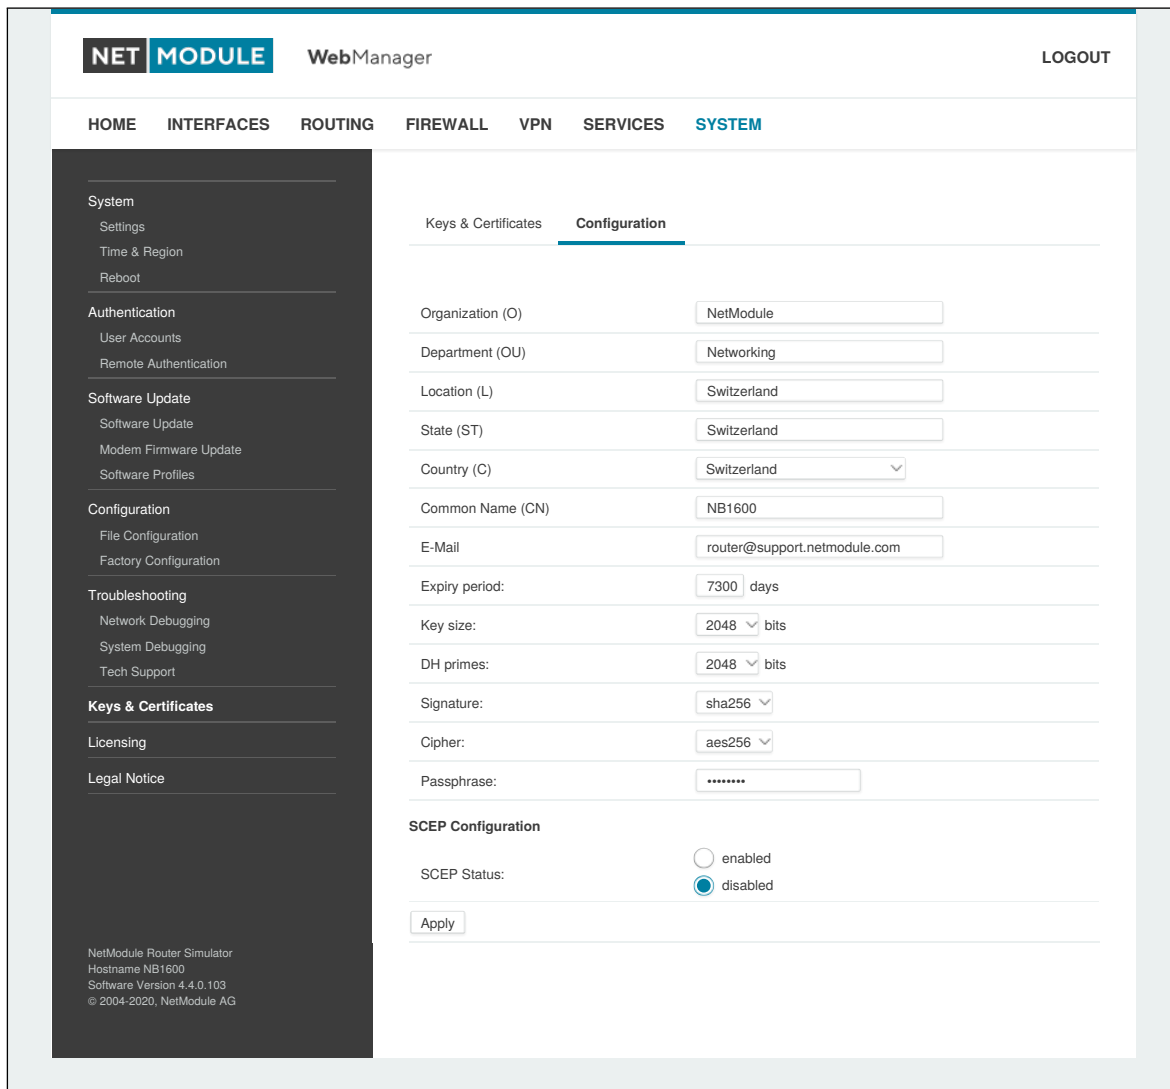 NET MODULE WebManager LOGOUT
HOME INTERFACES ROUTING FIREWALL VPN SERVICES SYSTEM
System
Settings
Time & Region
Reboot
Authentication
User Accounts
Remote Authentication
Software Update
Software Update
Modem Firmware Update
Software Profiles
Configuration
File Configuration
Factory Configuration
Troubleshooting
Network Debugging
System Debugging
Tech Support
Keys & Certificates
Licensing
Legal Notice
NetModule Router Simulator
Hostname NB1600
Software Version 4.4.0.103
© 2004-2020, NetModule AG
Keys & Certificates Configuration
Organization (O) NetModule
Department (OU) Networking
Location (L) Switzerland
State (ST) Switzerland
Country (C) Switzerland
Common Name (CN) NB1600
E-Mail router@support.netmodule.com
Expiry period: 7300 days
Key size: 2048 bits
DH primes: 2048 bits
Signature: sha256
Cipher: aes256
Passphrase: ••••••••
SCEP Configuration
SCEP Status:
enabled
disabled
Apply